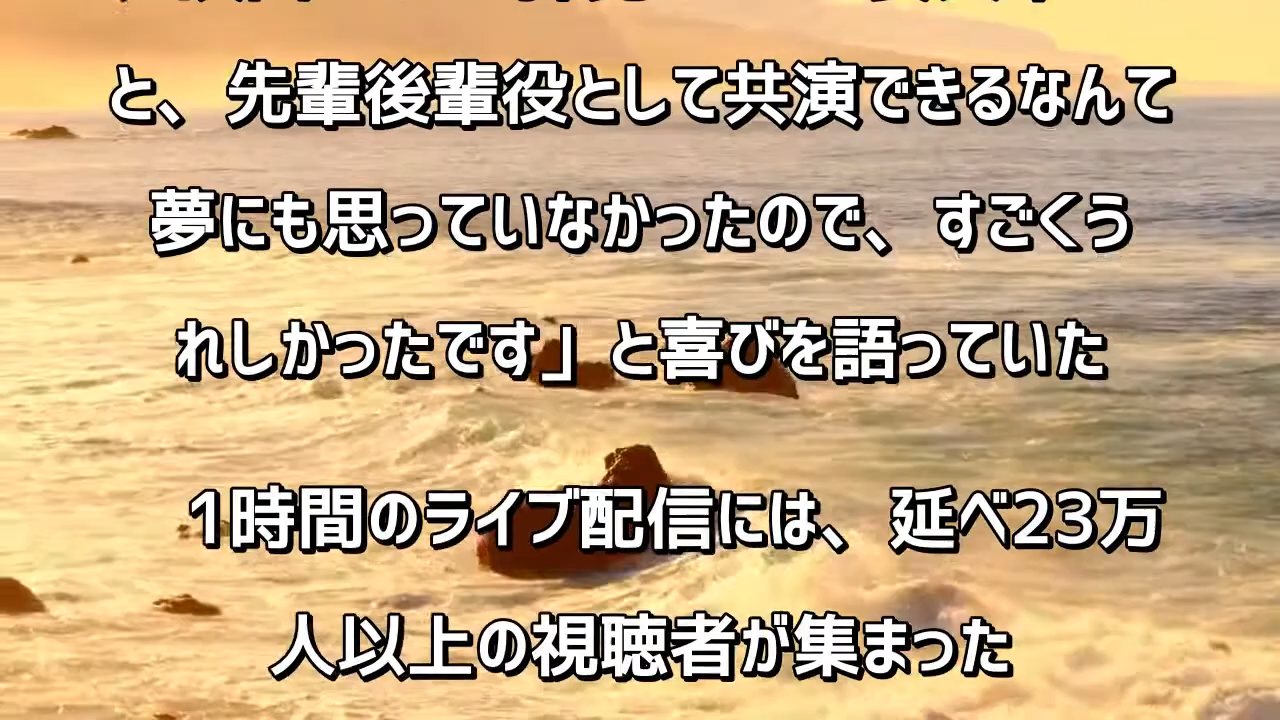 と、先輩後輩役として共演できるなんて
夢にも思っていなかったので、すごくう
れしかったです」と喜びを語っていた
1時間のライブ配信には、延べ23万
人以上の視聴者が集まった